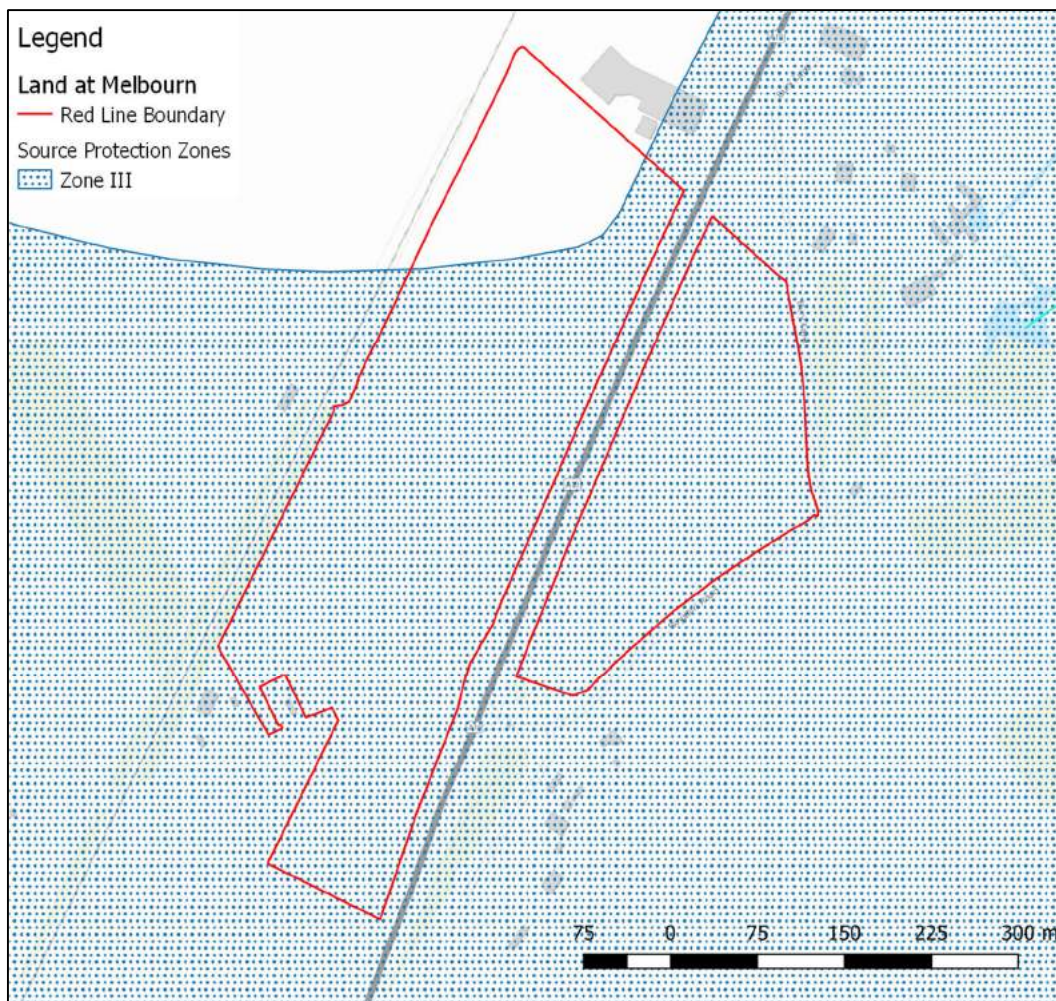 Legend
Land at Melbourn
Red Line Boundary
Source Protection Zones
Zone III
75 0 75 150 225 300 m